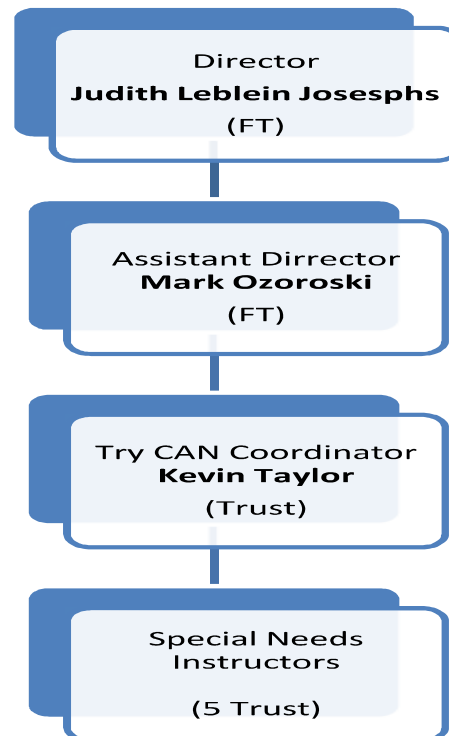 Director
Judith Leblein Josesphs
(FT)
Assistant Dirrector
Mark Ozoroski
(FT)
Try CAN Coordinator
Kevin Taylor
(Trust)
Special Needs
Instructors
(5 Trust)